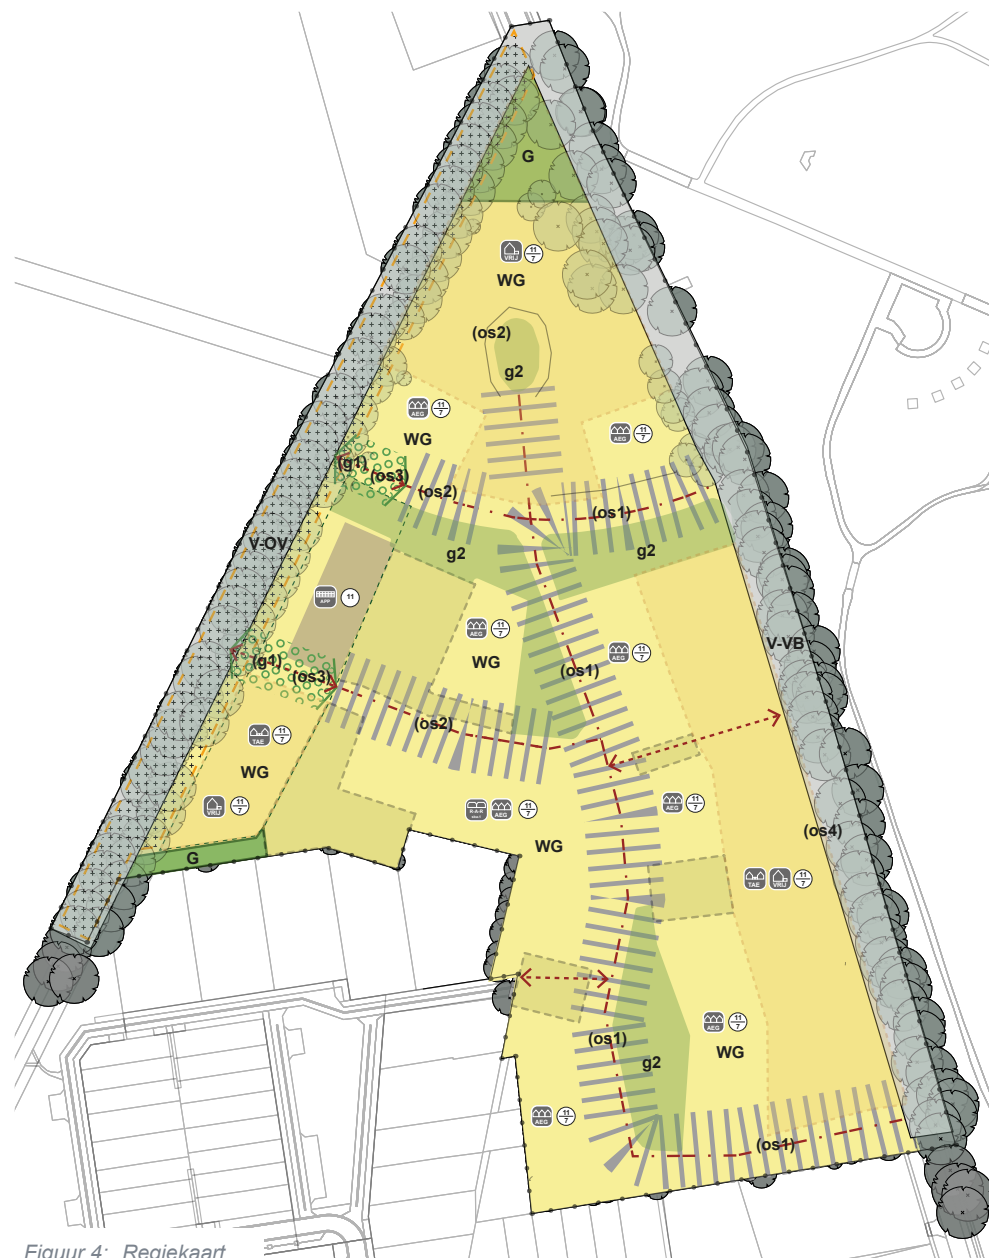 G
VRIJ 11 7
WG
(os2)
g2
AEG 11 7
WG
AEG 11 7
(g1)
(os3)
(os2)
(os1)
V-OV
g2
g2
APP 11
AEG 11 7
WG
AEG 11 7
(os1)
V-VB
(g1)
(os3)
(os2)
TAE 11 7
WG
VRIJ 11 7
R-A-R AEG 11 7
AEG 11 7
WG
(os4)
G
TAE VRIJ 11 7
AEG 11 7
WG
(os1)
g2
AEG 11 7
(os1)
Figuur 4: Regiekaart